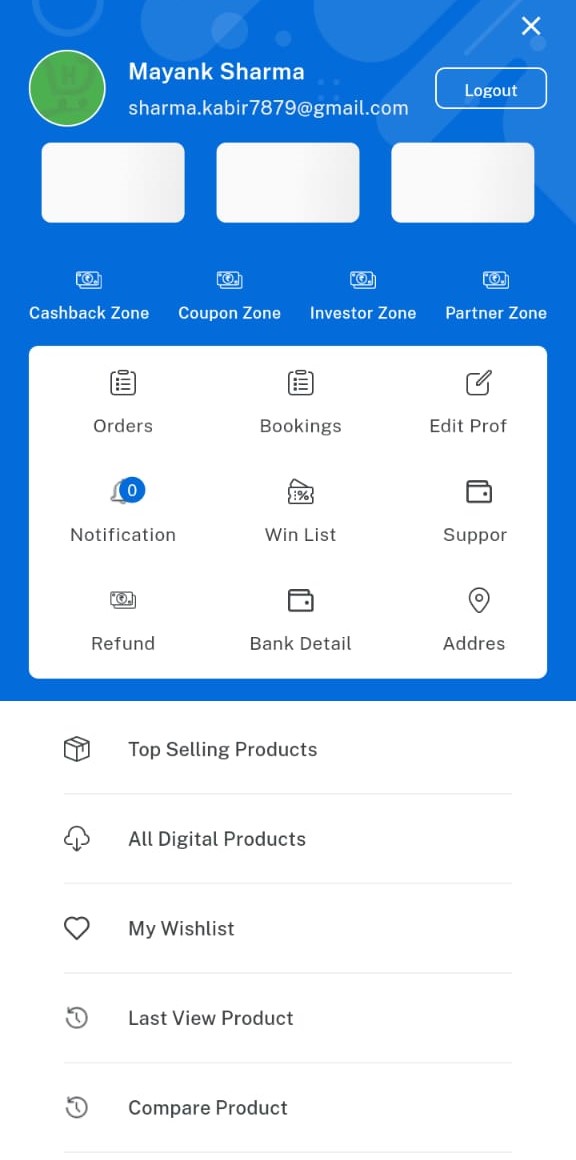 Mayank Sharma
sharma.kabir7879@gmail.com
Logout
Cashback Zone
Coupon Zone
Investor Zone
Partner Zone
Orders
Bookings
Edit Prof
0
Notification
Win List
Suppor
Refund
Bank Detail
Addres
Top Selling Products
All Digital Products
My Wishlist
Last View Product
Compare Product